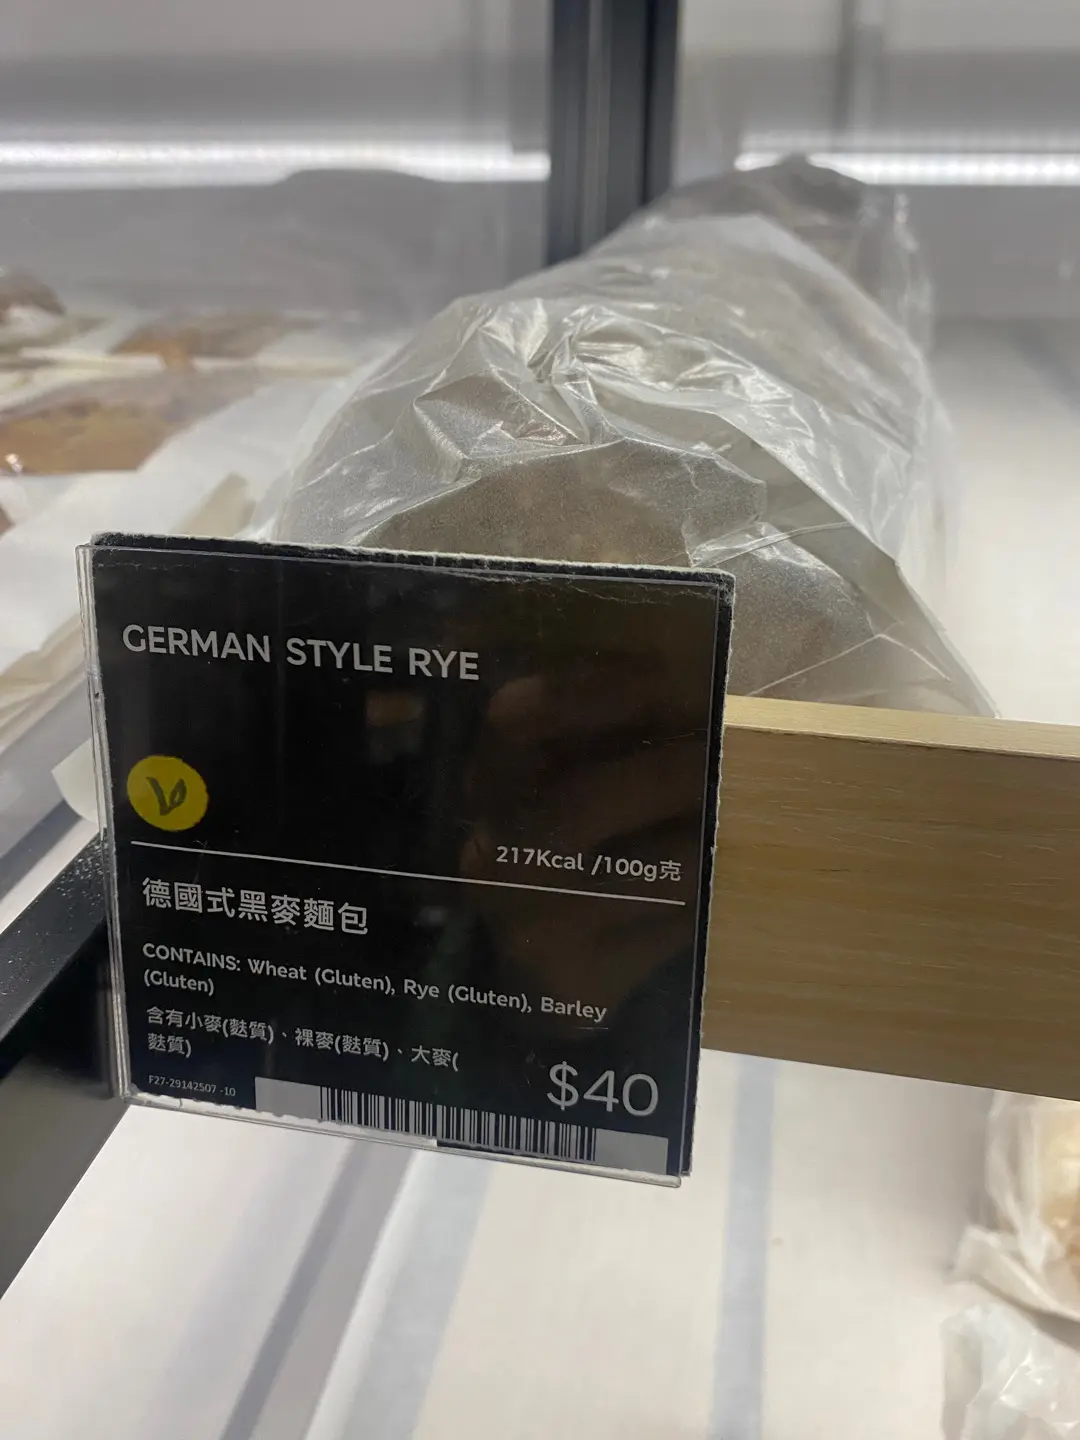 GERMAN STYLE RYE
V
217Kcal /100g克
德國式黑麥麵包
CONTAINS: Wheat (Gluten), Rye (Gluten), Barley
(Gluten)
含有小麥(麩質)、裸麥(麩質)、大麥(
麩質)
$40
F27-29142507 -10